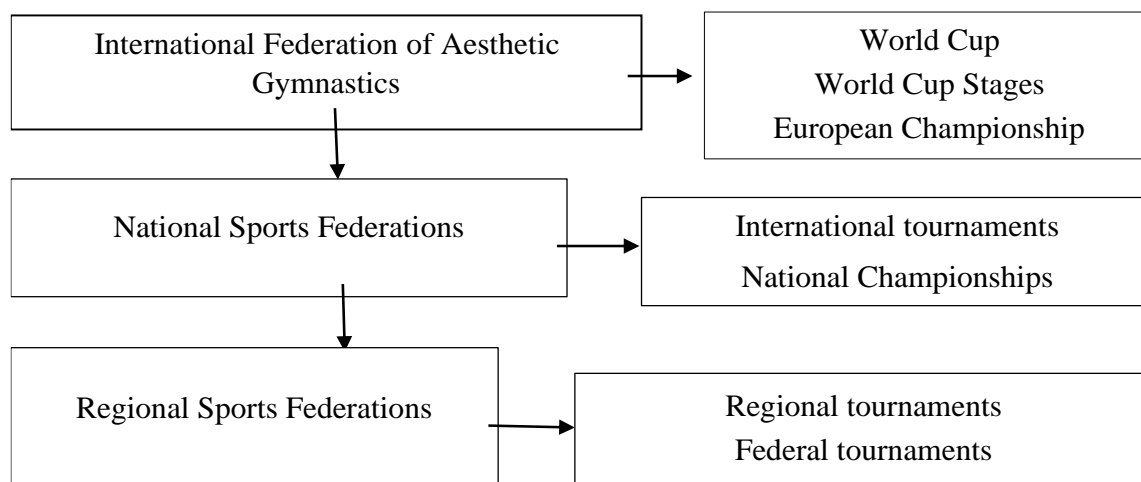 International Federation of Aesthetic
Gymnastics
World Cup
World Cup Stages
European Championship
National Sports Federations
International tournaments
National Championships
Regional Sports Federations
Regional tournaments
Federal tournaments